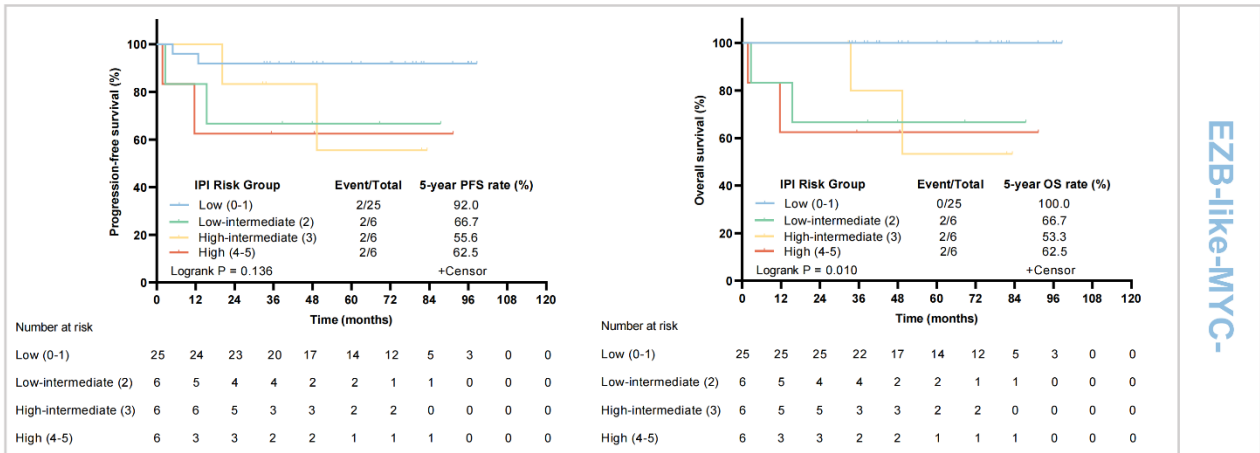 Progression-free survival (%)
100
80
60
40
20
0
IPI Risk Group Event/Total 5-year PFS rate (%)
Low (0-1) 2/25 92.0
Low-intermediate (2) 2/6 66.7
High-intermediate (3) 2/6 55.6
High (4-5) 2/6 62.5
Logrank P = 0.136 +Censor
0 12 24 36 48 60 72 84 96 108 120
Time (months)
Number at risk
Low (0-1) 25 24 23 20 17 14 12 5 3 0 0
Low-intermediate (2) 6 5 4 4 2 2 1 1 0 0 0
High-intermediate (3) 6 6 5 3 3 2 2 0 0 0 0
High (4-5) 6 3 3 2 2 1 1 1 0 0 0
Overall survival (%)
100
80
60
40
20
0
IPI Risk Group Event/Total 5-year OS rate (%)
Low (0-1) 0/25 100.0
Low-intermediate (2) 2/6 66.7
High-intermediate (3) 2/6 53.3
High (4-5) 2/6 62.5
Logrank P = 0.010 +Censor
0 12 24 36 48 60 72 84 96 108 120
Time (months)
Number at risk
Low (0-1) 25 25 25 22 17 14 12 5 3 0 0
Low-intermediate (2) 6 5 4 4 2 2 1 1 0 0 0
High-intermediate (3) 6 5 5 3 3 2 2 0 0 0 0
High (4-5) 6 3 3 2 2 1 1 1 0 0 0
EZB-like-MYC-